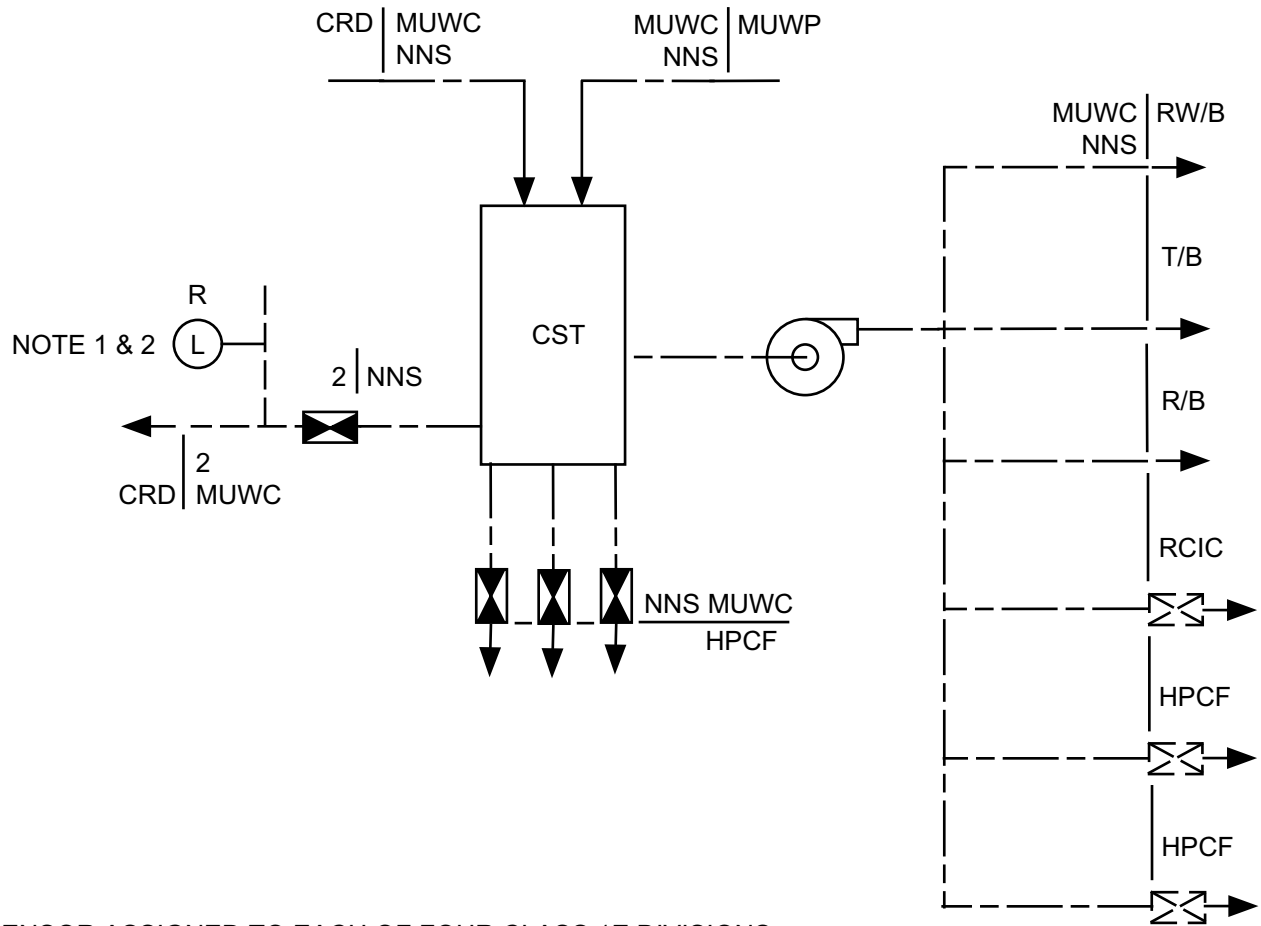 CRD MUWC
NNS
MUWC MUWP
NNS
MUWC RW/B
NNS
T/B
R
NOTE 1 & 2 L
CST
2 NNS
R/B
2
CRD MUWC
RCIC
NNS MUWC
HPCF
HPCF
HPCF